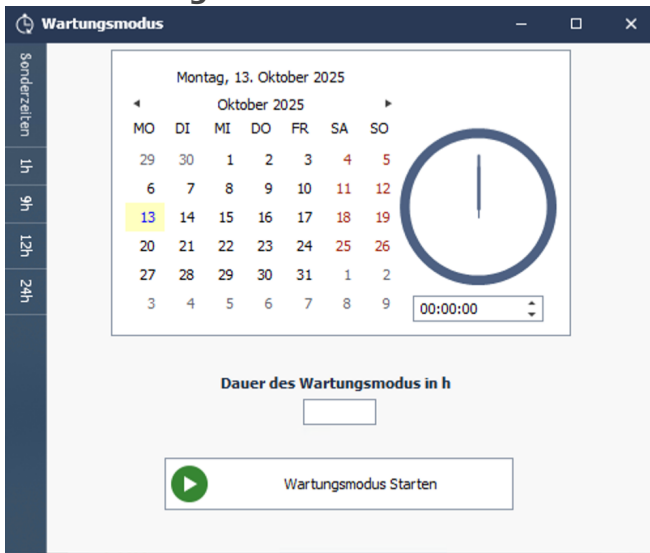 Wartungsmodus
Sonderzeiten
1h
9h
12h
24h
Montag, 13. Oktober 2025
Oktober 2025
MO DI MI DO FR SA SO
29 30 1 2 3 4 5
6 7 8 9 10 11 12
13 14 15 16 17 18 19
20 21 22 23 24 25 26
27 28 29 30 31 1 2
3 4 5 6 7 8 9
00:00:00
Dauer des Wartungsmodus in h
Wartungsmodus Starten